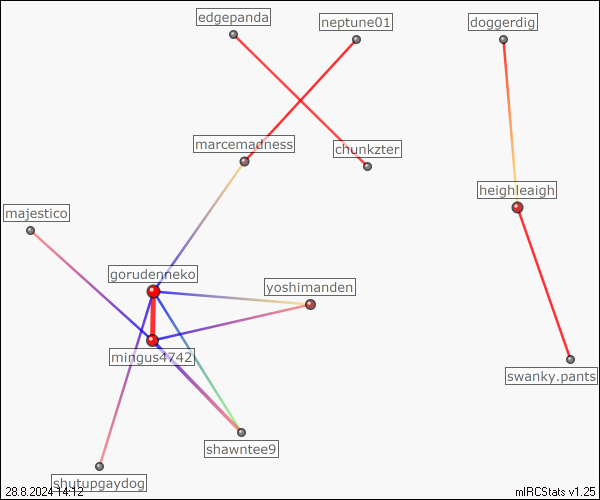 edgepanda
neptune01
doggerdig
marcemadness
chunkzter
heighleaigh
majestico
gorudenneko
yoshimanden
mingus4742
swanky.pants
shawntee9
shutupgaydog
28.8.2024 14:12
mIRCStats v1.25